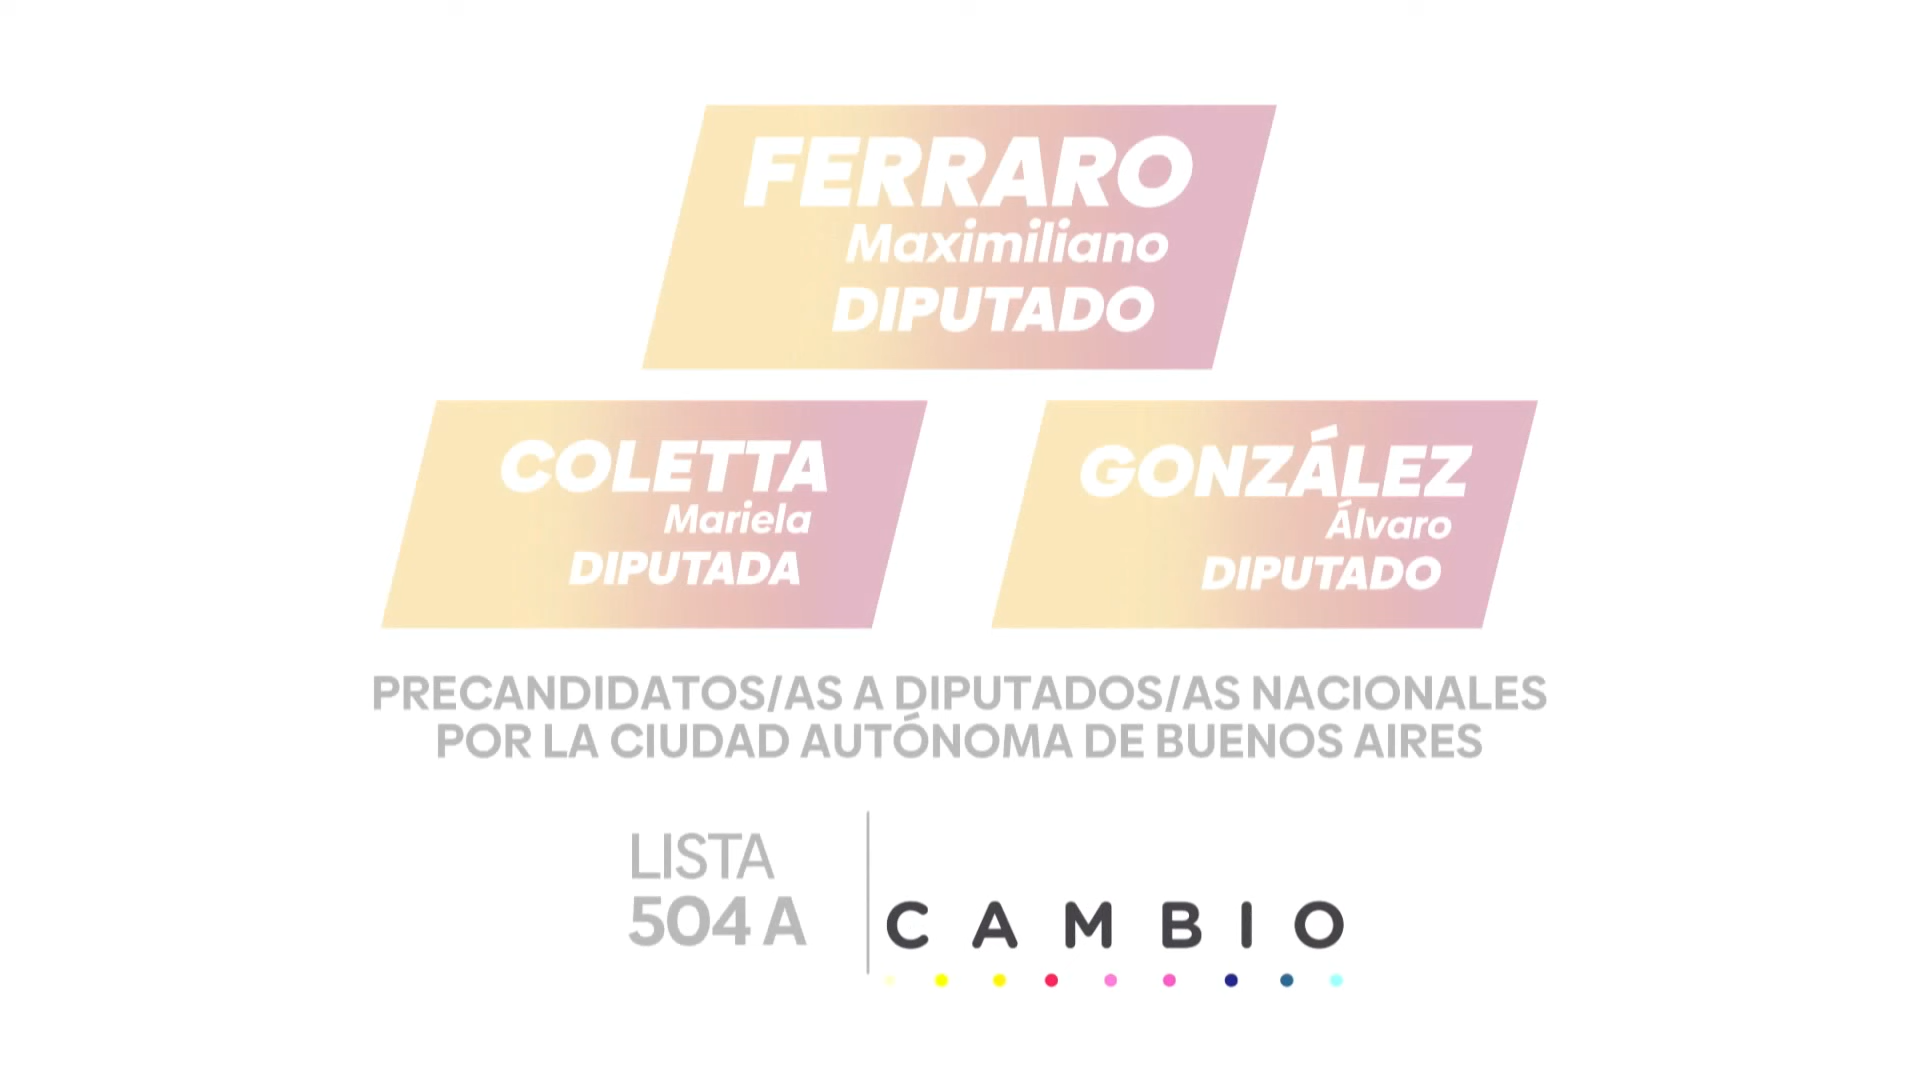 FERRARO
Maximiliano
DIPUTADO
COLETTA
Mariela
DIPUTADA
GONZÁLEZ
Álvaro
DIPUTADO
PRECANDIDATOS/AS A DIPUTADOS/AS NACIONALES
POR LA CIUDAD AUTÓNOMA DE BUENOS AIRES
LISTA
504 A
CAMBIO